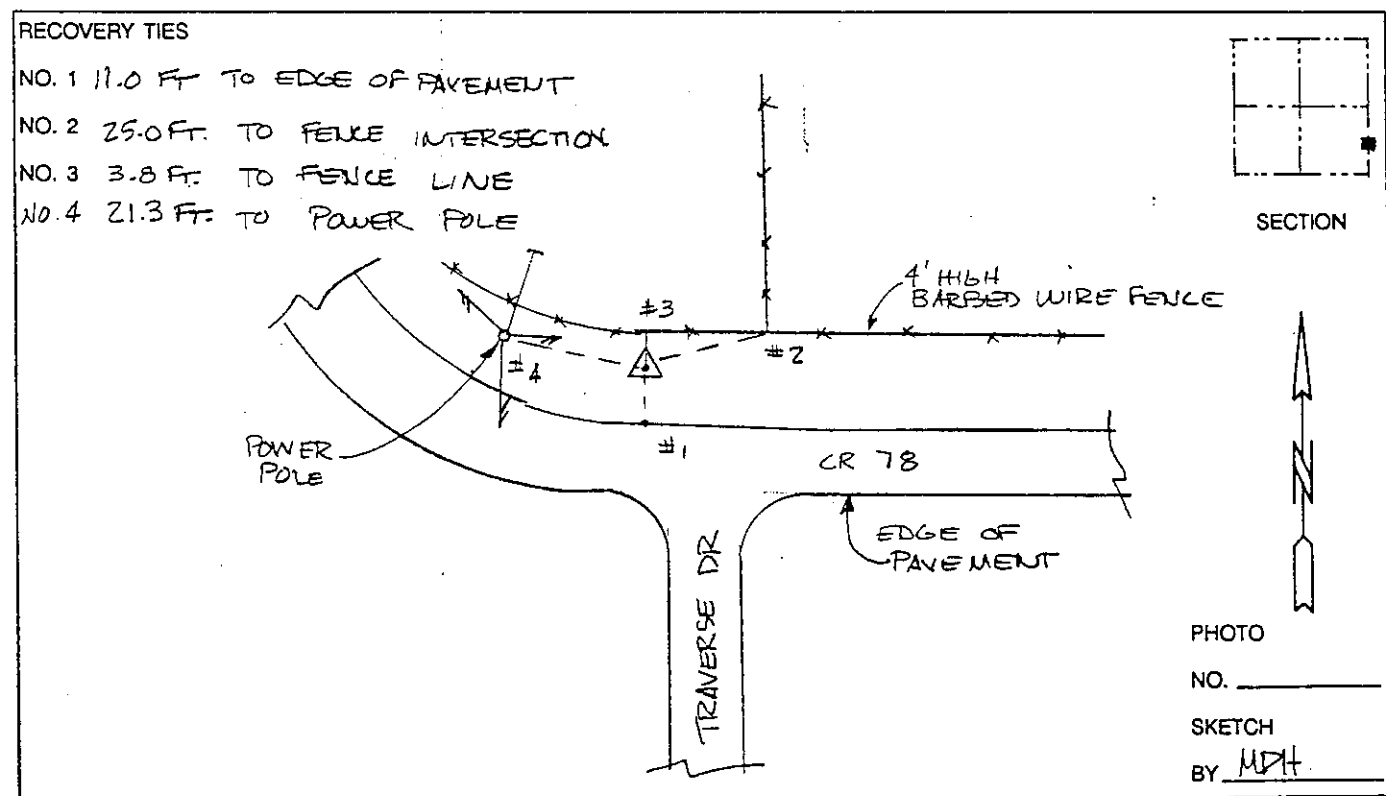 RECOVERY TIES
NO. 1 11.0 FT TO EDGE OF PAVEMENT
NO. 2 25.0 FT. TO FENCE INTERSECTION
NO. 3 3.8 FT. TO FENCE LINE
NO. 4 21.3 FT. TO POWER POLE
SECTION
4' HIGH
BARBED WIRE FENCE
#3
#2
#4
#1
POWER
POLE
CR 78
EDGE OF
PAVEMENT
TRAVERSE DR
N
PHOTO
NO.
SKETCH
BY MDH